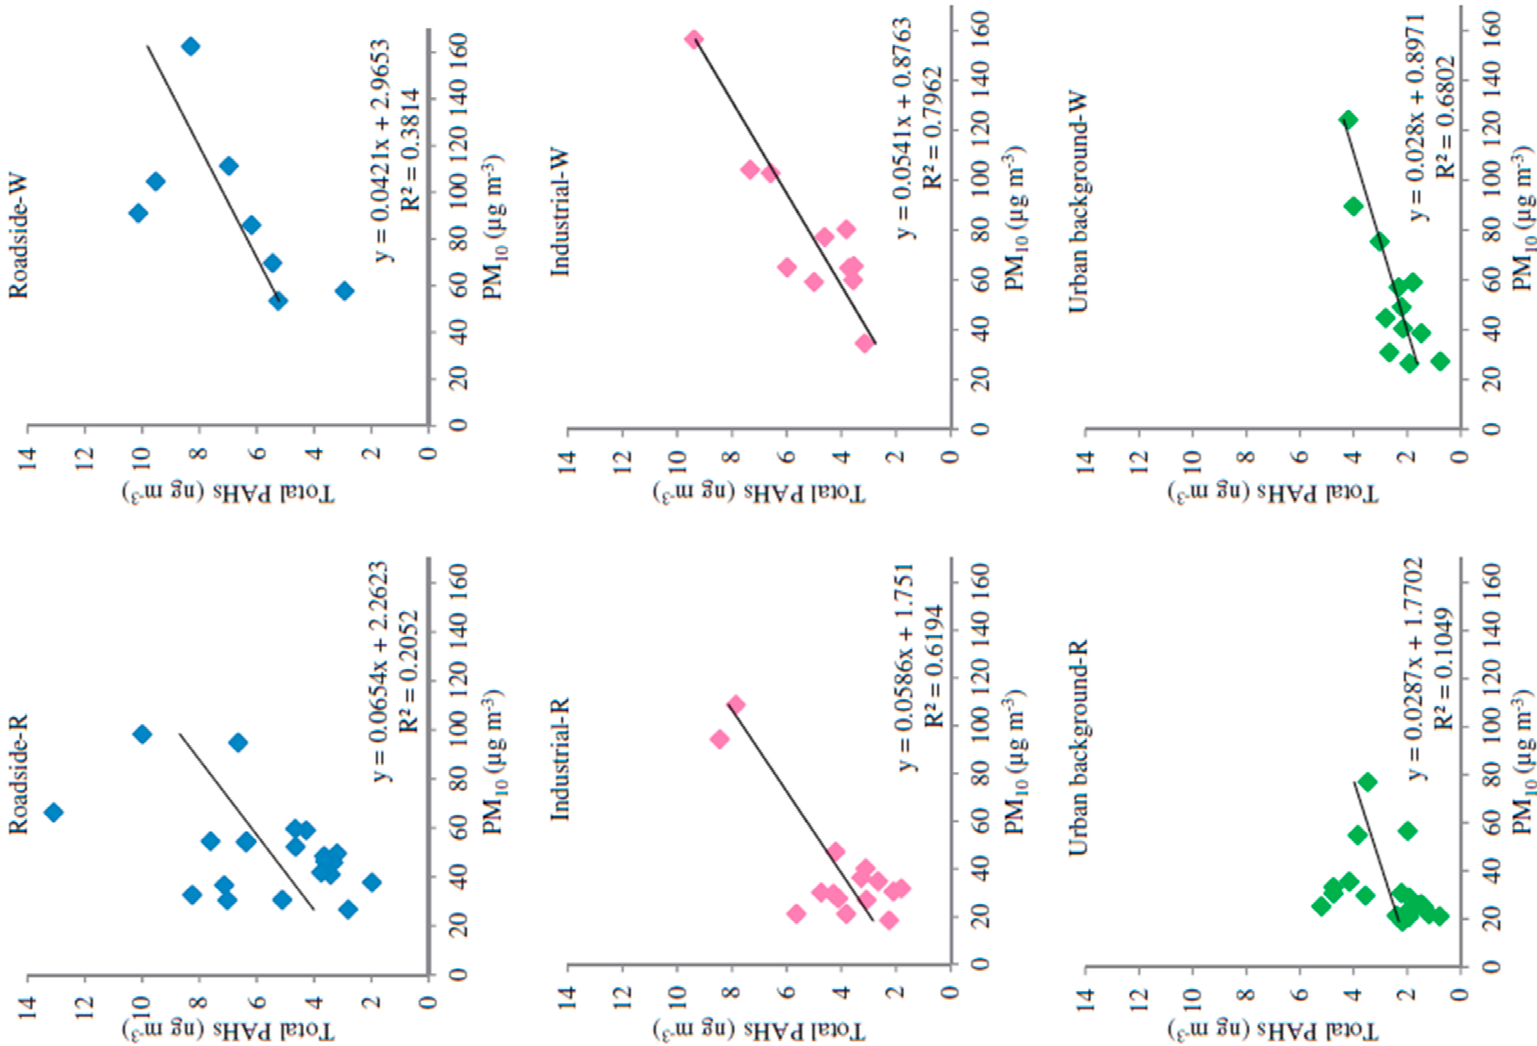 Roadside-R
14
12
10
8
6
4
2
0
Total PAHs (ng m⁻³)
y = 0.0654x + 2.2623
R² = 0.2052
0 20 40 60 80 100 120 140 160
PM₁₀ (µg m⁻³)
Roadside-W
14
12
10
8
6
4
2
0
Total PAHs (ng m⁻³)
y = 0.0421x + 2.9653
R² = 0.3814
0 20 40 60 80 100 120 140 160
PM₁₀ (µg m⁻³)
Industrial-R
14
12
10
8
6
4
2
0
Total PAHs (ng m⁻³)
y = 0.0586x + 1.751
R² = 0.6194
0 20 40 60 80 100 120 140 160
PM₁₀ (µg m⁻³)
Industrial-W
14
12
10
8
6
4
2
0
Total PAHs (ng m⁻³)
y = 0.0541x + 0.8763
R² = 0.7962
0 20 40 60 80 100 120 140 160
PM₁₀ (µg m⁻³)
Urban background-R
14
12
10
8
6
4
2
0
Total PAHs (ng m⁻³)
y = 0.0287x + 1.7702
R² = 0.1049
0 20 40 60 80 100 120 140 160
PM₁₀ (µg m⁻³)
Urban background-W
14
12
10
8
6
4
2
0
Total PAHs (ng m⁻³)
y = 0.028x + 0.8971
R² = 0.6802
0 20 40 60 80 100 120 140 160
PM₁₀ (µg m⁻³)